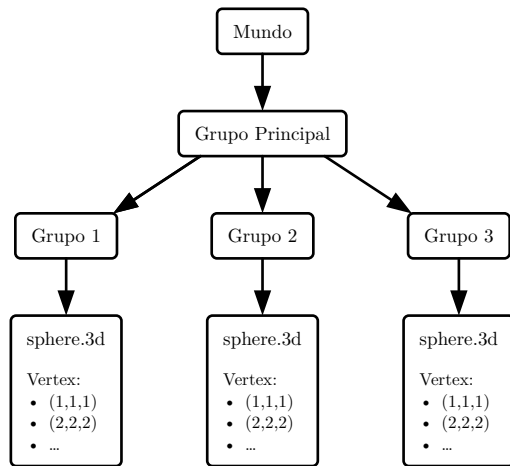 Mundo
Grupo Principal
Grupo 1
Grupo 2
Grupo 3
sphere.3d
Vertex:
• (1,1,1)
• (2,2,2)
• ...
sphere.3d
Vertex:
• (1,1,1)
• (2,2,2)
• ...
sphere.3d
Vertex:
• (1,1,1)
• (2,2,2)
• ...